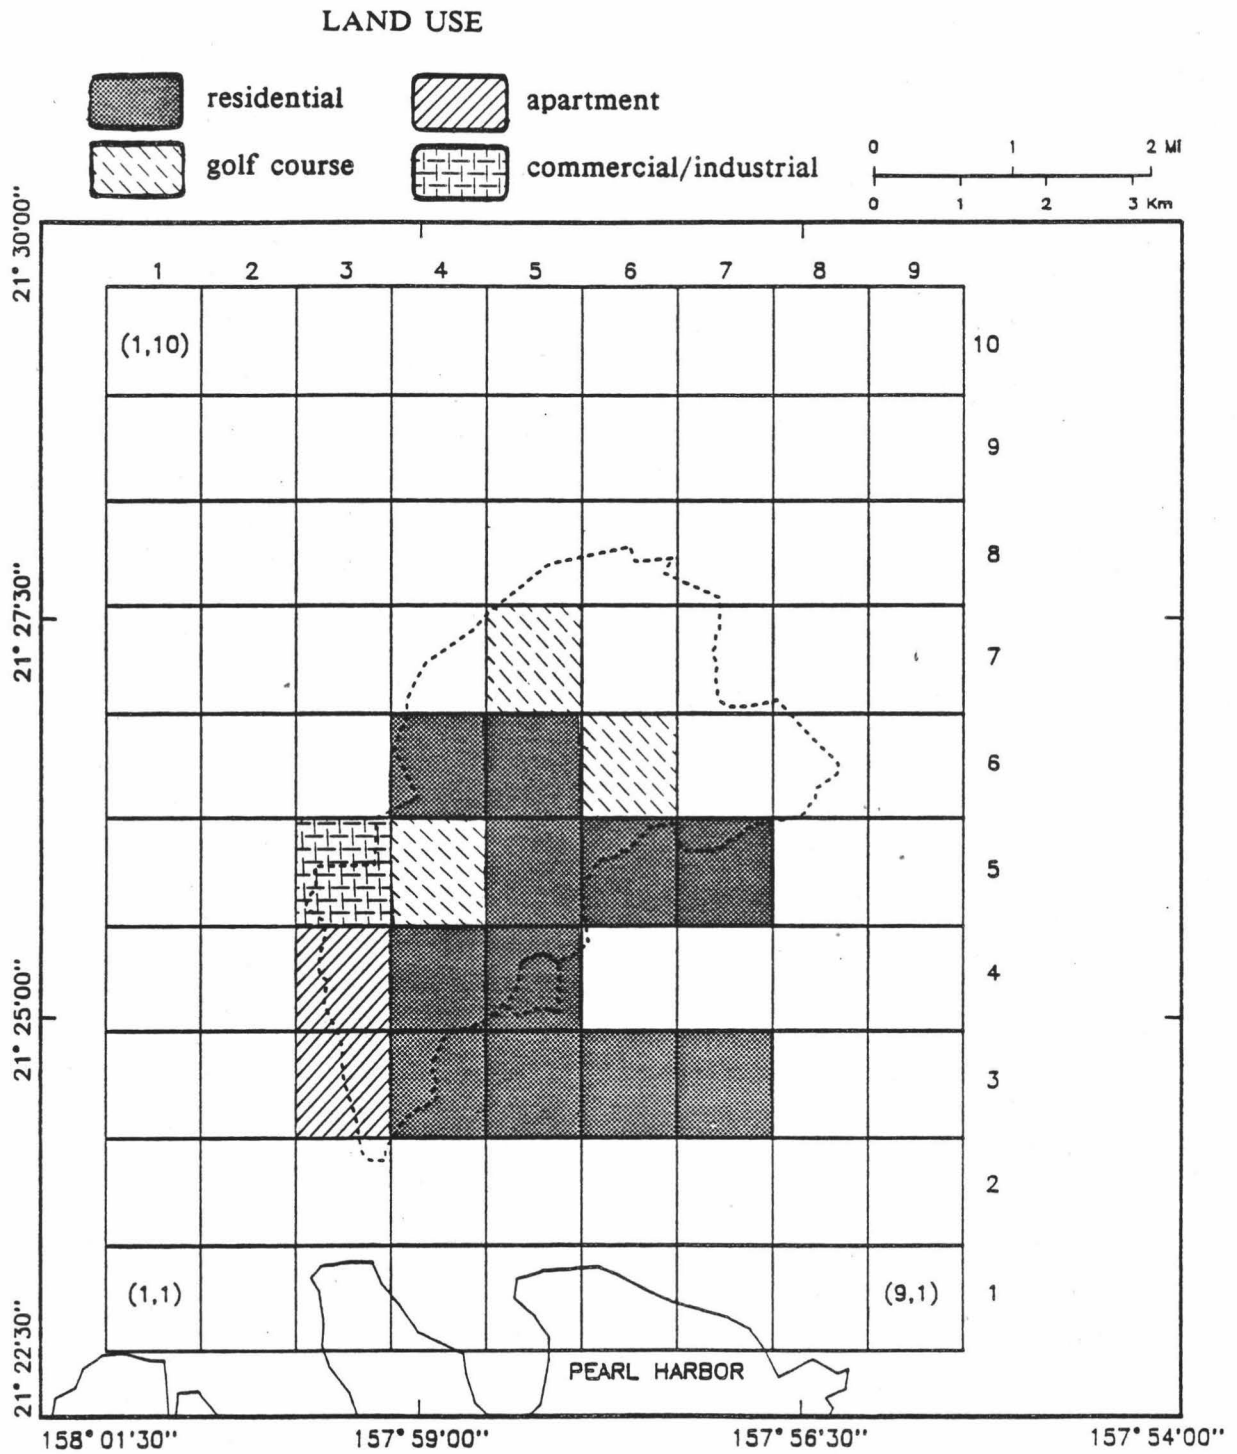 LAND USE
residential apartment
golf course commercial/industrial
0 1 2 Mi
0 1 2 3 Km
21° 30'00"
1 2 3 4 5 6 7 8 9
(1,10) 10
9
8
21° 27'30"
7
6
5
4
21° 25'00"
3
2
(1,1) (9,1) 1
21° 22'30"
PEARL HARBOR
158° 01'30" 157° 59'00" 157° 56'30" 157° 54'00"